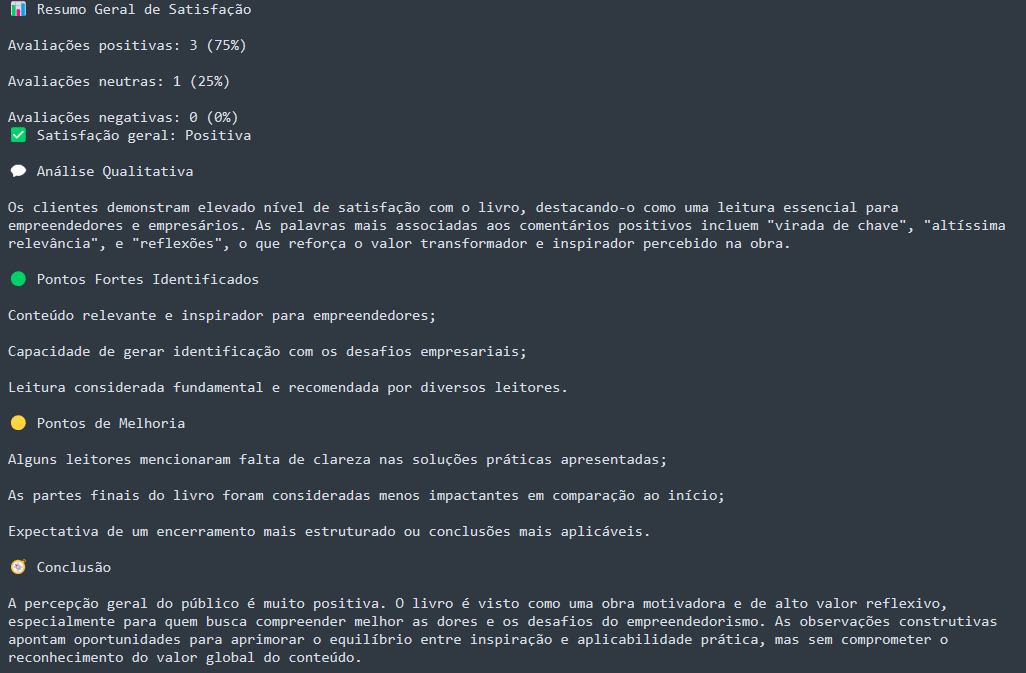 📊 Resumo Geral de Satisfação
Avaliações positivas: 3 (75%)
Avaliações neutras: 1 (25%)
Avaliações negativas: 0 (0%)
✅ Satisfação geral: Positiva
💬 Análise Qualitativa
Os clientes demonstram elevado nível de satisfação com o livro, destacando-o como uma leitura essencial para
empreendedores e empresários. As palavras mais associadas aos comentários positivos incluem "virada de chave", "altíssima
relevância", e "reflexões", o que reforça o valor transformador e inspirador percebido na obra.
🟢 Pontos Fortes Identificados
Conteúdo relevante e inspirador para empreendedores;
Capacidade de gerar identificação com os desafios empresariais;
Leitura considerada fundamental e recomendada por diversos leitores.
🟡 Pontos de Melhoria
Alguns leitores mencionaram falta de clareza nas soluções práticas apresentadas;
As partes finais do livro foram consideradas menos impactantes em comparação ao início;
Expectativa de um encerramento mais estruturado ou conclusões mais aplicáveis.
🧭 Conclusão
A percepção geral do público é muito positiva. O livro é visto como uma obra motivadora e de alto valor reflexivo,
especialmente para quem busca compreender melhor as dores e os desafios do empreendedorismo. As observações construtivas
apontam oportunidades para aprimorar o equilíbrio entre inspiração e aplicabilidade prática, mas sem comprometer o
reconhecimento do valor global do conteúdo.